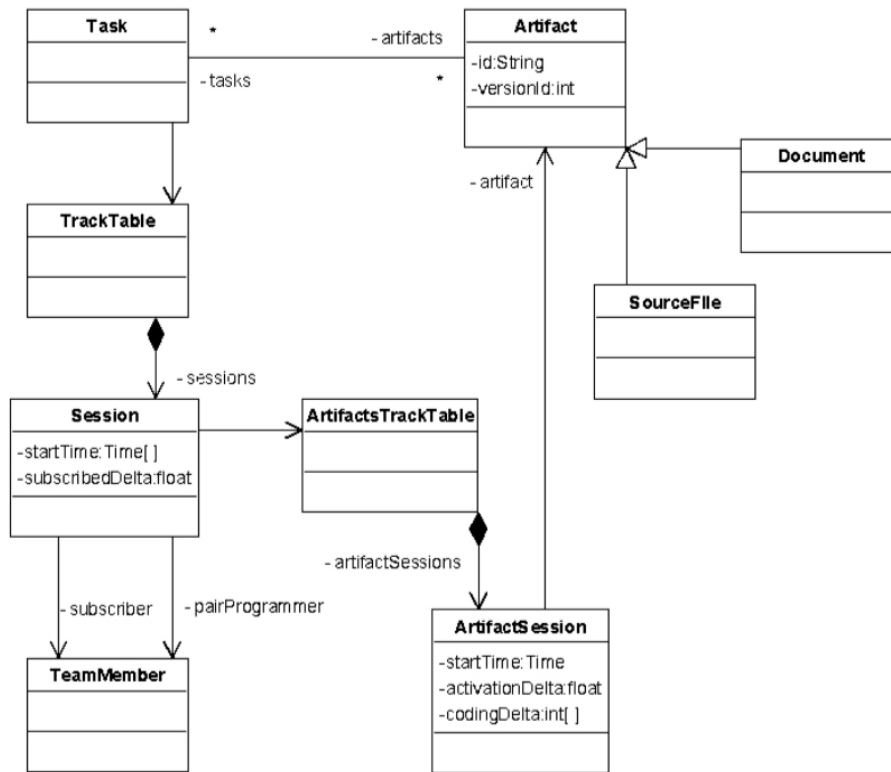 Task
*
- artifacts
- tasks
*
Artifact
-id:String
-versionId:int
Document
- artifact
TrackTable
SourceFIle
- sessions
Session
-startTime:Time[ ]
-subscribedDelta:float
ArtifactsTrackTable
- artifactSessions
- subscriber
- pairProgrammer
ArtifactSession
-startTime:Time
-activationDelta:float
-codingDelta:int[ ]
TeamMember